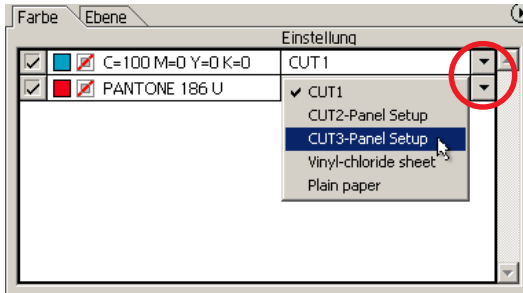 Farbe Ebene
Einstellung
C=100 M=0 Y=0 K=0 CUT1
PANTONE 186 U
CUT1
CUT2-Panel Setup
CUT3-Panel Setup
Vinyl-chloride sheet
Plain paper